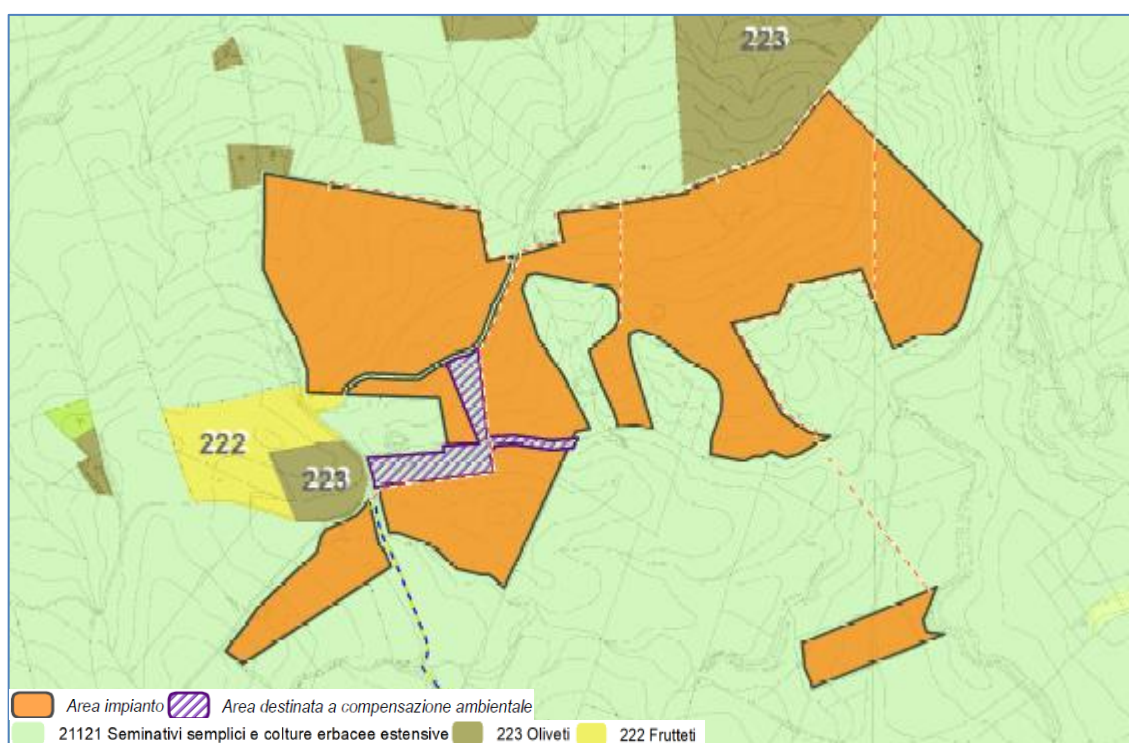 223
222
223
Area impianto Area destinata a compensazione ambientale
21121 Seminativi semplici e colture erbacee estensive 223 Oliveti 222 Frutteti